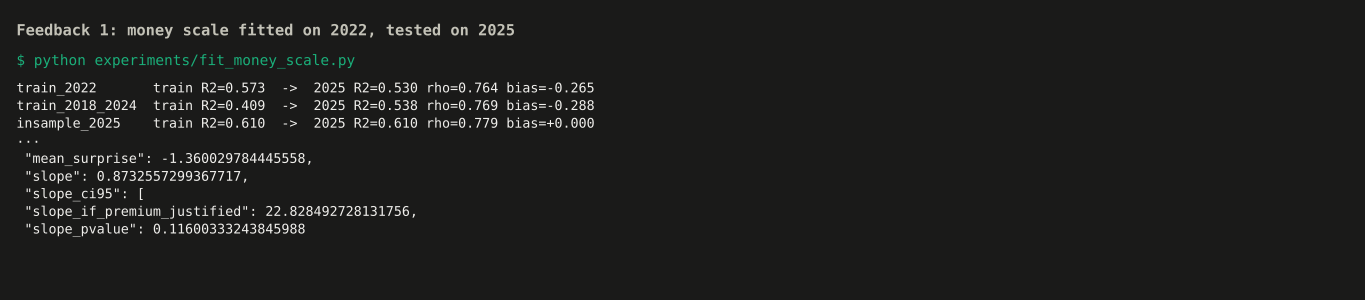 Feedback 1: money scale fitted on 2022, tested on 2025
$ python experiments/fit_money_scale.py
train_2022       train R2=0.573  ->  2025 R2=0.530 rho=0.764 bias=-0.265
train_2018_2024  train R2=0.409  ->  2025 R2=0.538 rho=0.769 bias=-0.288
insample_2025    train R2=0.610  ->  2025 R2=0.610 rho=0.779 bias=+0.000
...
 "mean_surprise": -1.360029784445558,
 "slope": 0.8732557299367717,
 "slope_ci95": [
 "slope_if_premium_justified": 22.828492728131756,
 "slope_pvalue": 0.11600333243845988